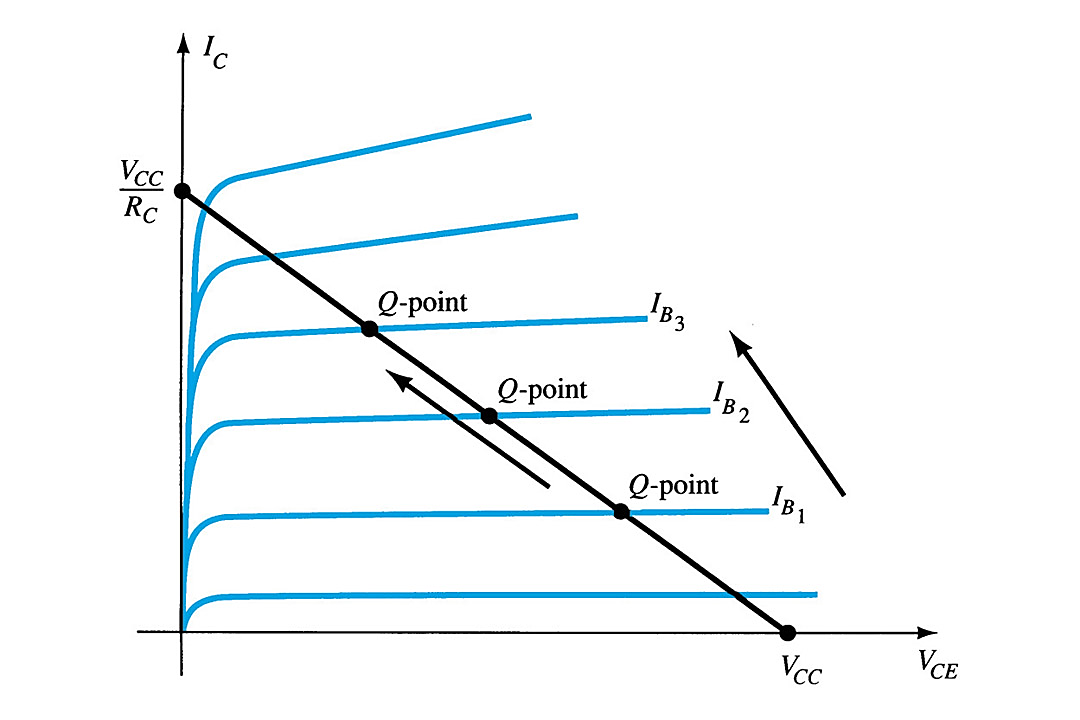 I_C
V_CC
R_C
Q-point
I_B3
Q-point
I_B2
Q-point
I_B1
V_CC
V_CE